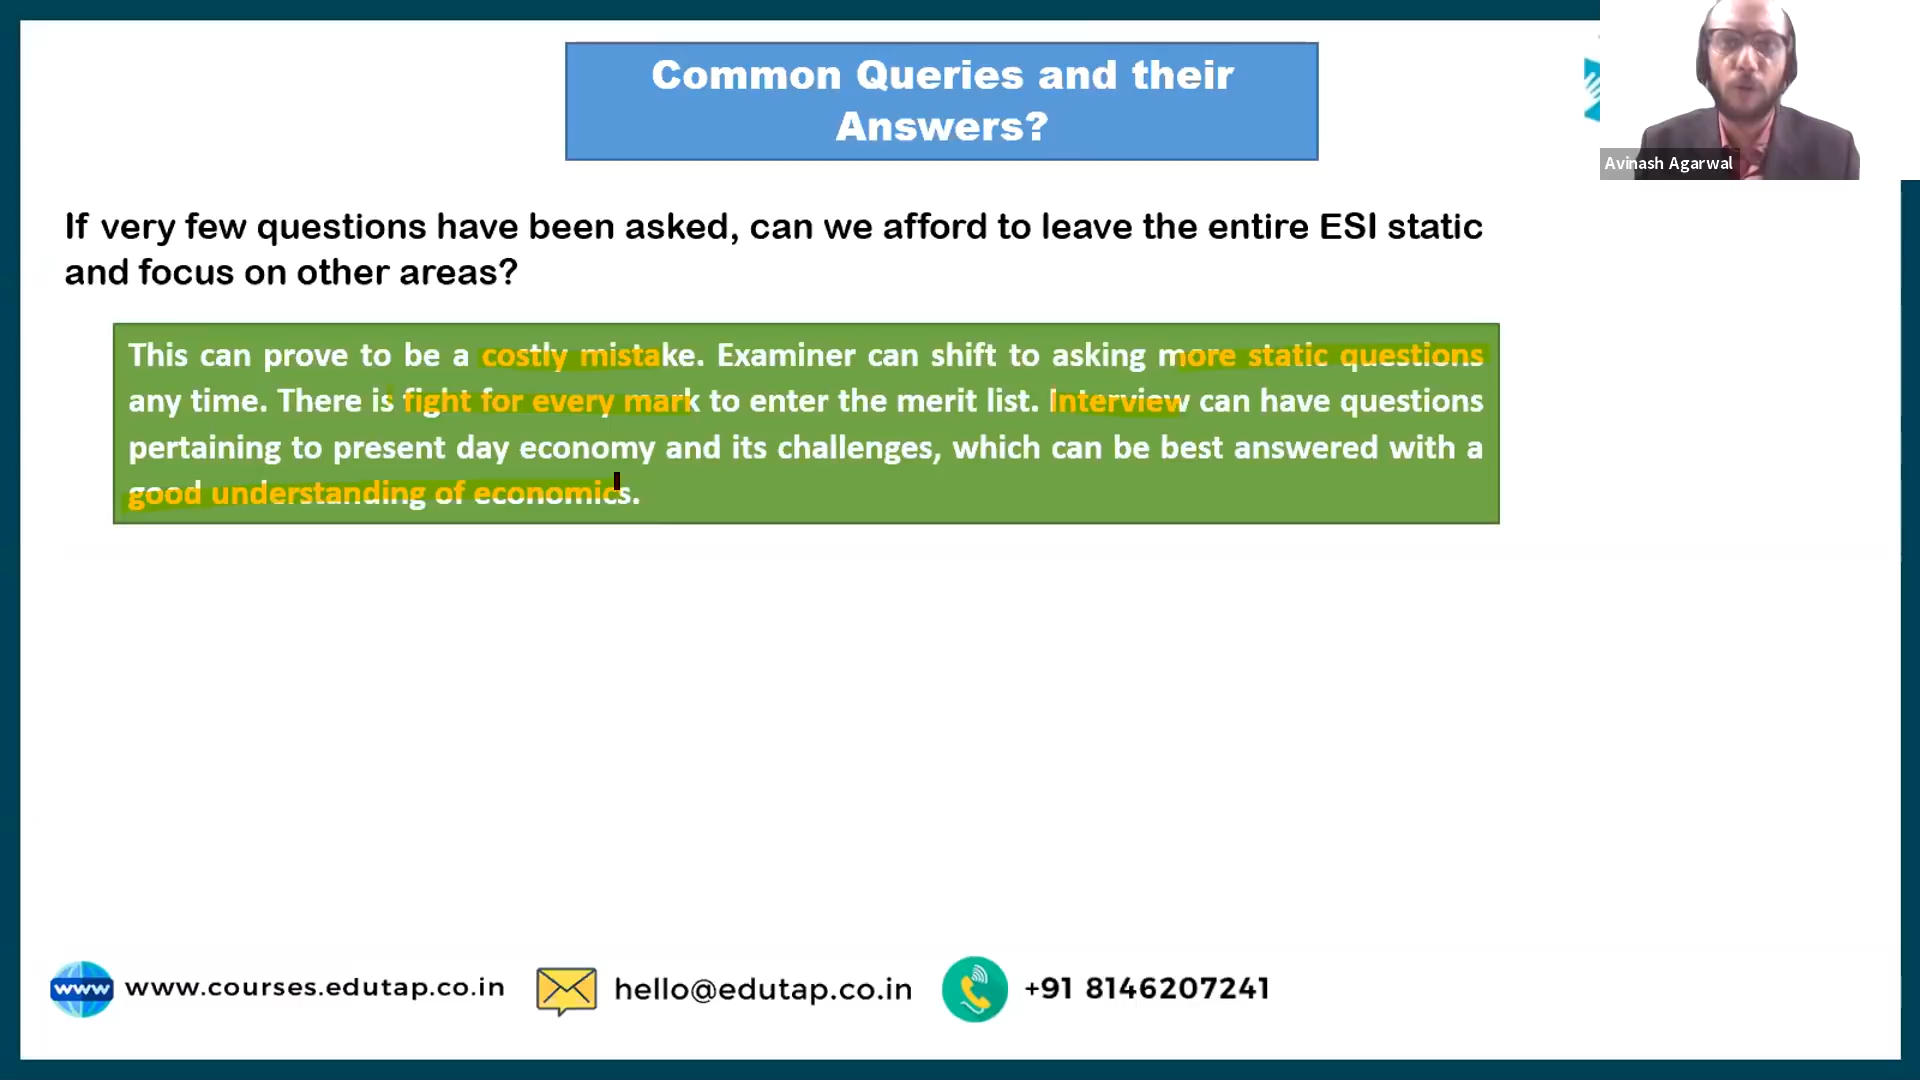 Common Queries and their
Answers?
Avinash Agarwal
If very few questions have been asked, can we afford to leave the entire ESI static
and focus on other areas?
This can prove to be a costly mistake. Examiner can shift to asking more static questions
any time. There is fight for every mark to enter the merit list. Interview can have questions
pertaining to present day economy and its challenges, which can be best answered with a
good understanding of economics.
www www.courses.edutap.co.in hello@edutap.co.in +91 8146207241